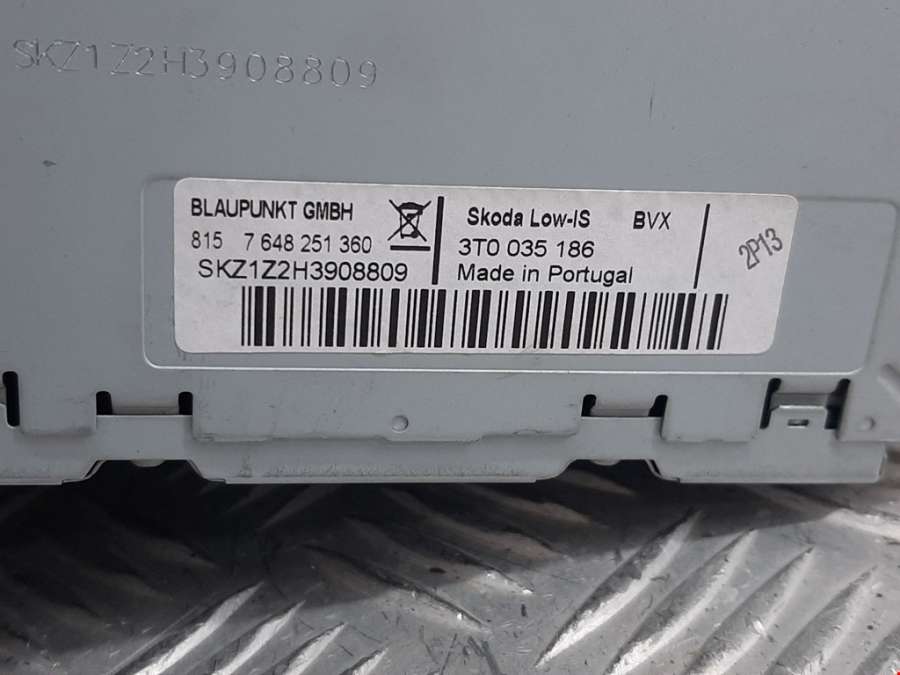 SKZ1Z2H3908809
BLAUPUNKT GMBH
815 7 648 251 360
SKZ1Z2H3908809
Skoda Low-IS BVX
3T0 035 186
Made in Portugal
2P13